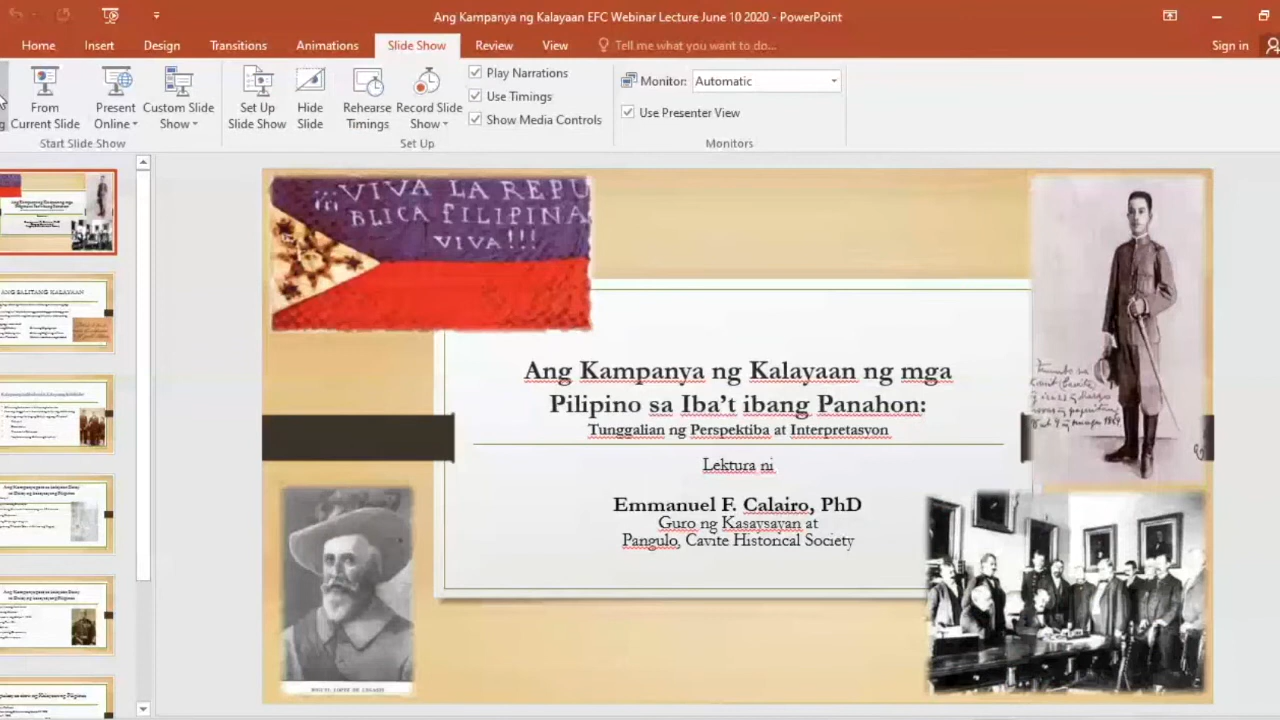 Ang Kampanya ng Kalayaan EFC Webinar Lecture June 10 2020 - PowerPoint
Home Insert Design Transitions Animations Slide Show Review View Tell me what you want to do... Sign in
From Current Slide
Present Online
Custom Slide Show
Set Up Slide Show
Hide Slide
Rehearse Timings
Record Slide Show
Play Narrations
Use Timings
Show Media Controls
Monitor: Automatic
Use Presenter View
Start Slide Show
Set Up
Monitors
¡¡¡VIVA LA REPU
BLICA FILIPINA
VIVA!!!
Ang Kampanya ng Kalayaan ng mga
Pilipino sa Iba't ibang Panahon:
Tunggalian ng Perspektiba at Interpretasyon
Lektura ni
Emmanuel F. Calairo, PhD
Guro ng Kasaysayan at
Pangulo, Cavite Historical Society
ANG BALITANG KALAYAAN